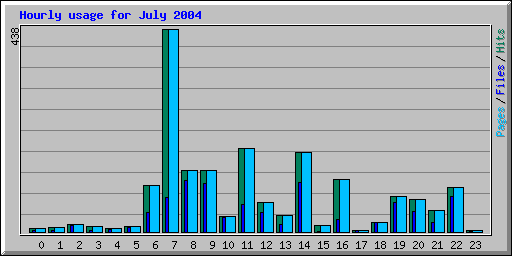 Hourly usage for July 2004
438
Pages / Files / Hits
0 1 2 3 4 5 6 7 8 9 10 11 12 13 14 15 16 17 18 19 20 21 22 23